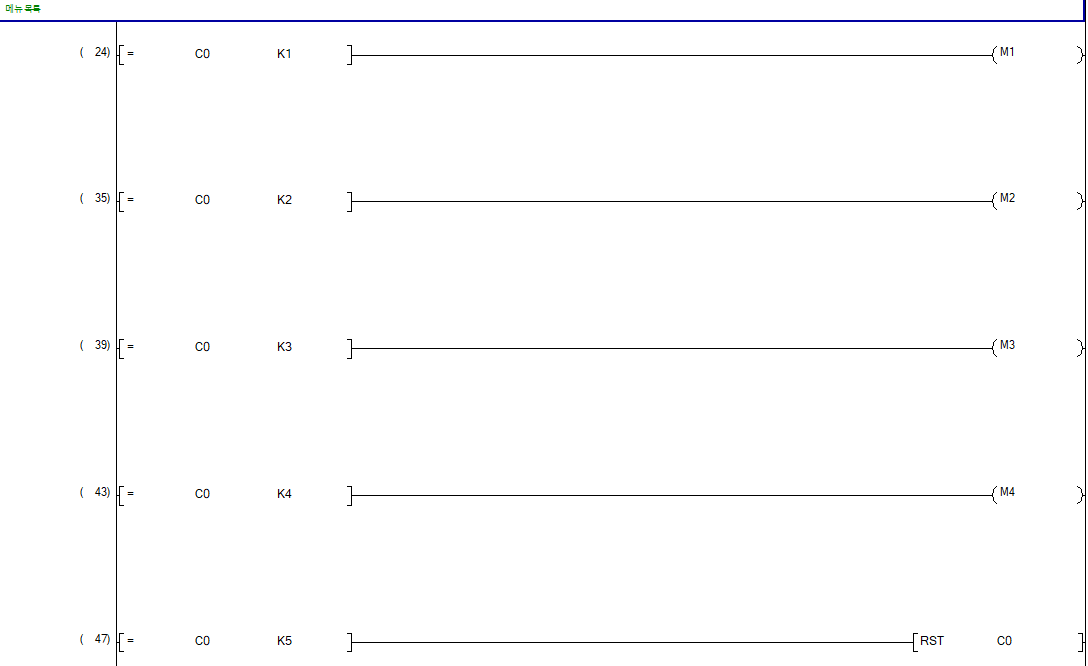 메뉴 목록
( 24) [ = C0 K1 ] ( M1 )
( 35) [ = C0 K2 ] ( M2 )
( 39) [ = C0 K3 ] ( M3 )
( 43) [ = C0 K4 ] ( M4 )
( 47) [ = C0 K5 ] [ RST C0 ]